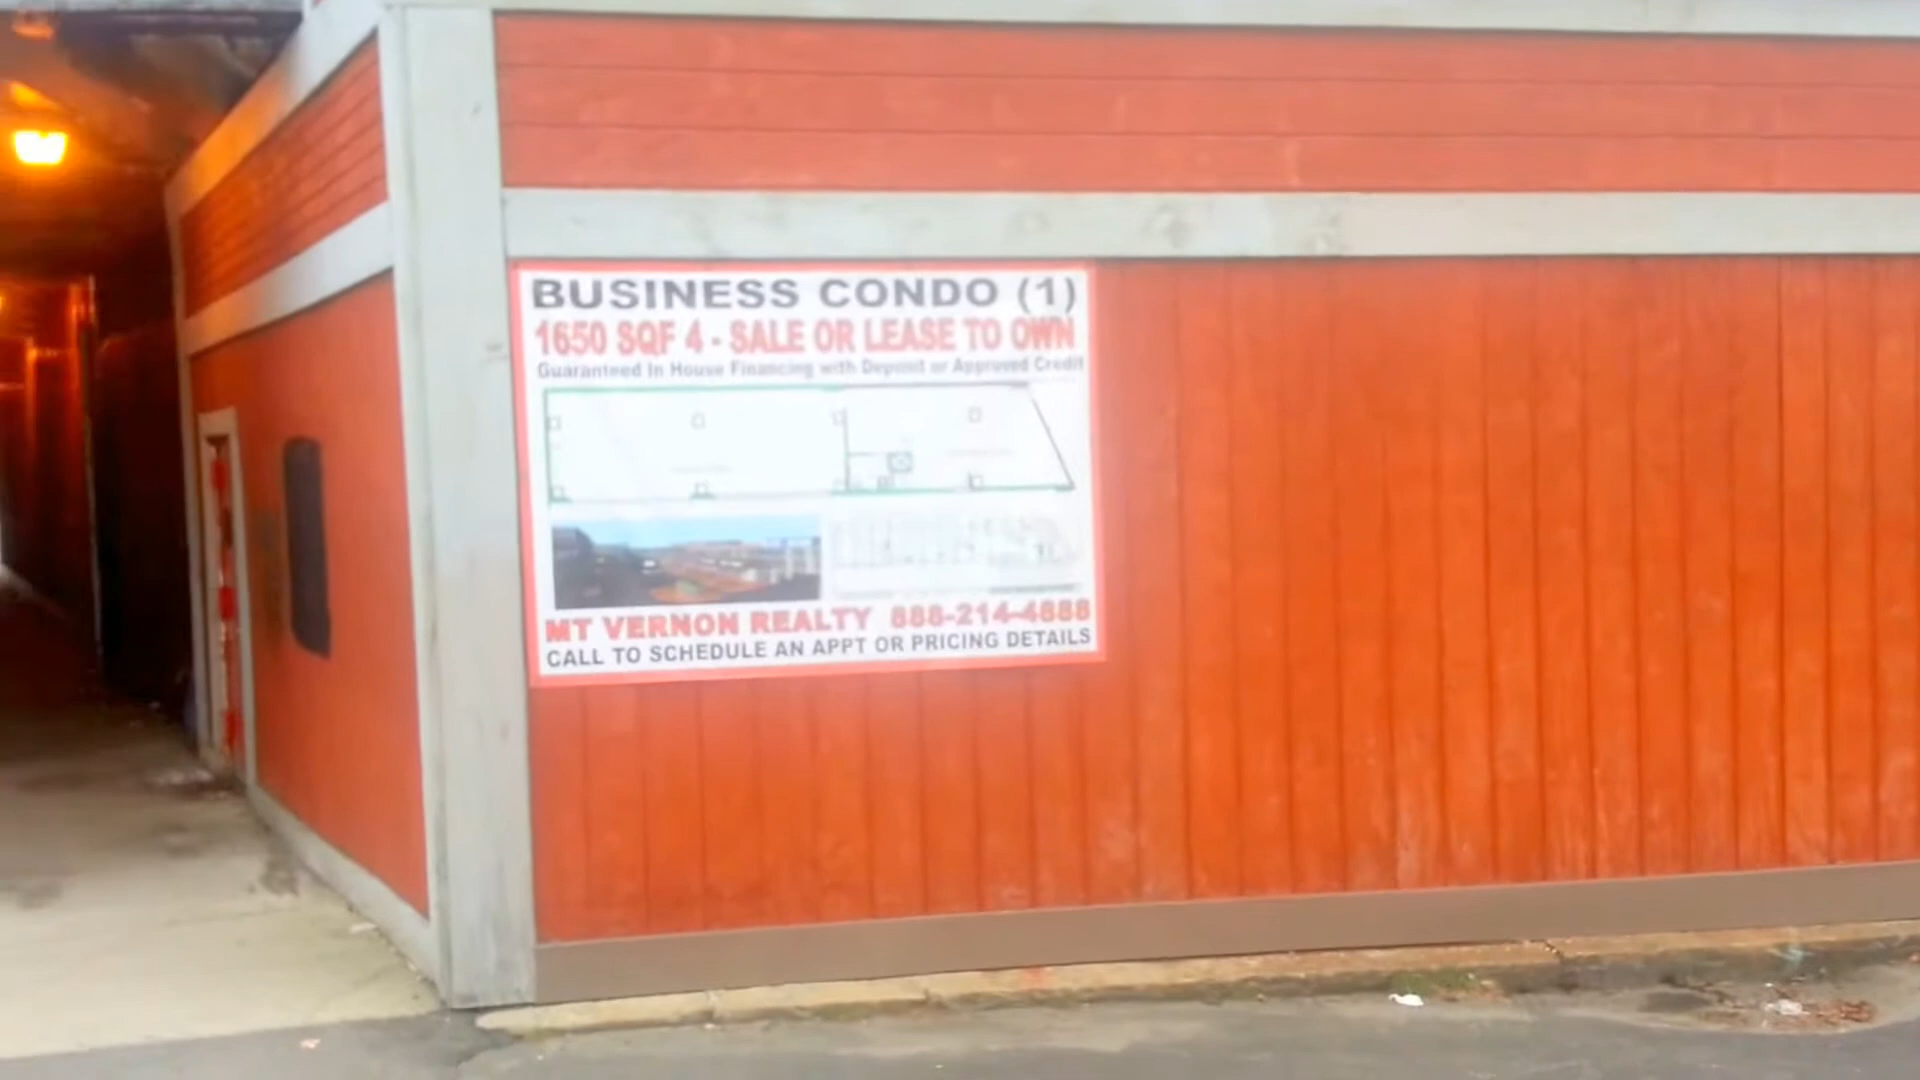 BUSINESS CONDO (1)
1650 SQF 4 - SALE OR LEASE TO OWN
Guaranteed In House Financing with Deposit or Approved Credit
MT VERNON REALTY 888-214-4888
CALL TO SCHEDULE AN APPT OR PRICING DETAILS